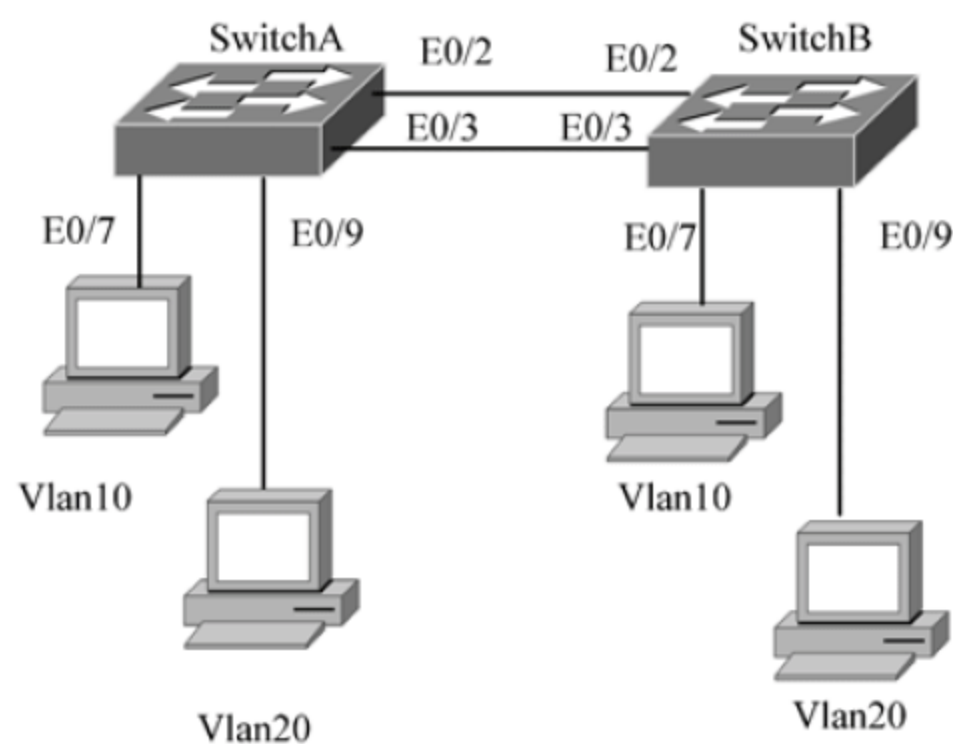 SwitchA
E0/2
E0/2
SwitchB
E0/3
E0/3
E0/7
E0/9
E0/7
E0/9
Vlan10
Vlan10
Vlan20
Vlan20